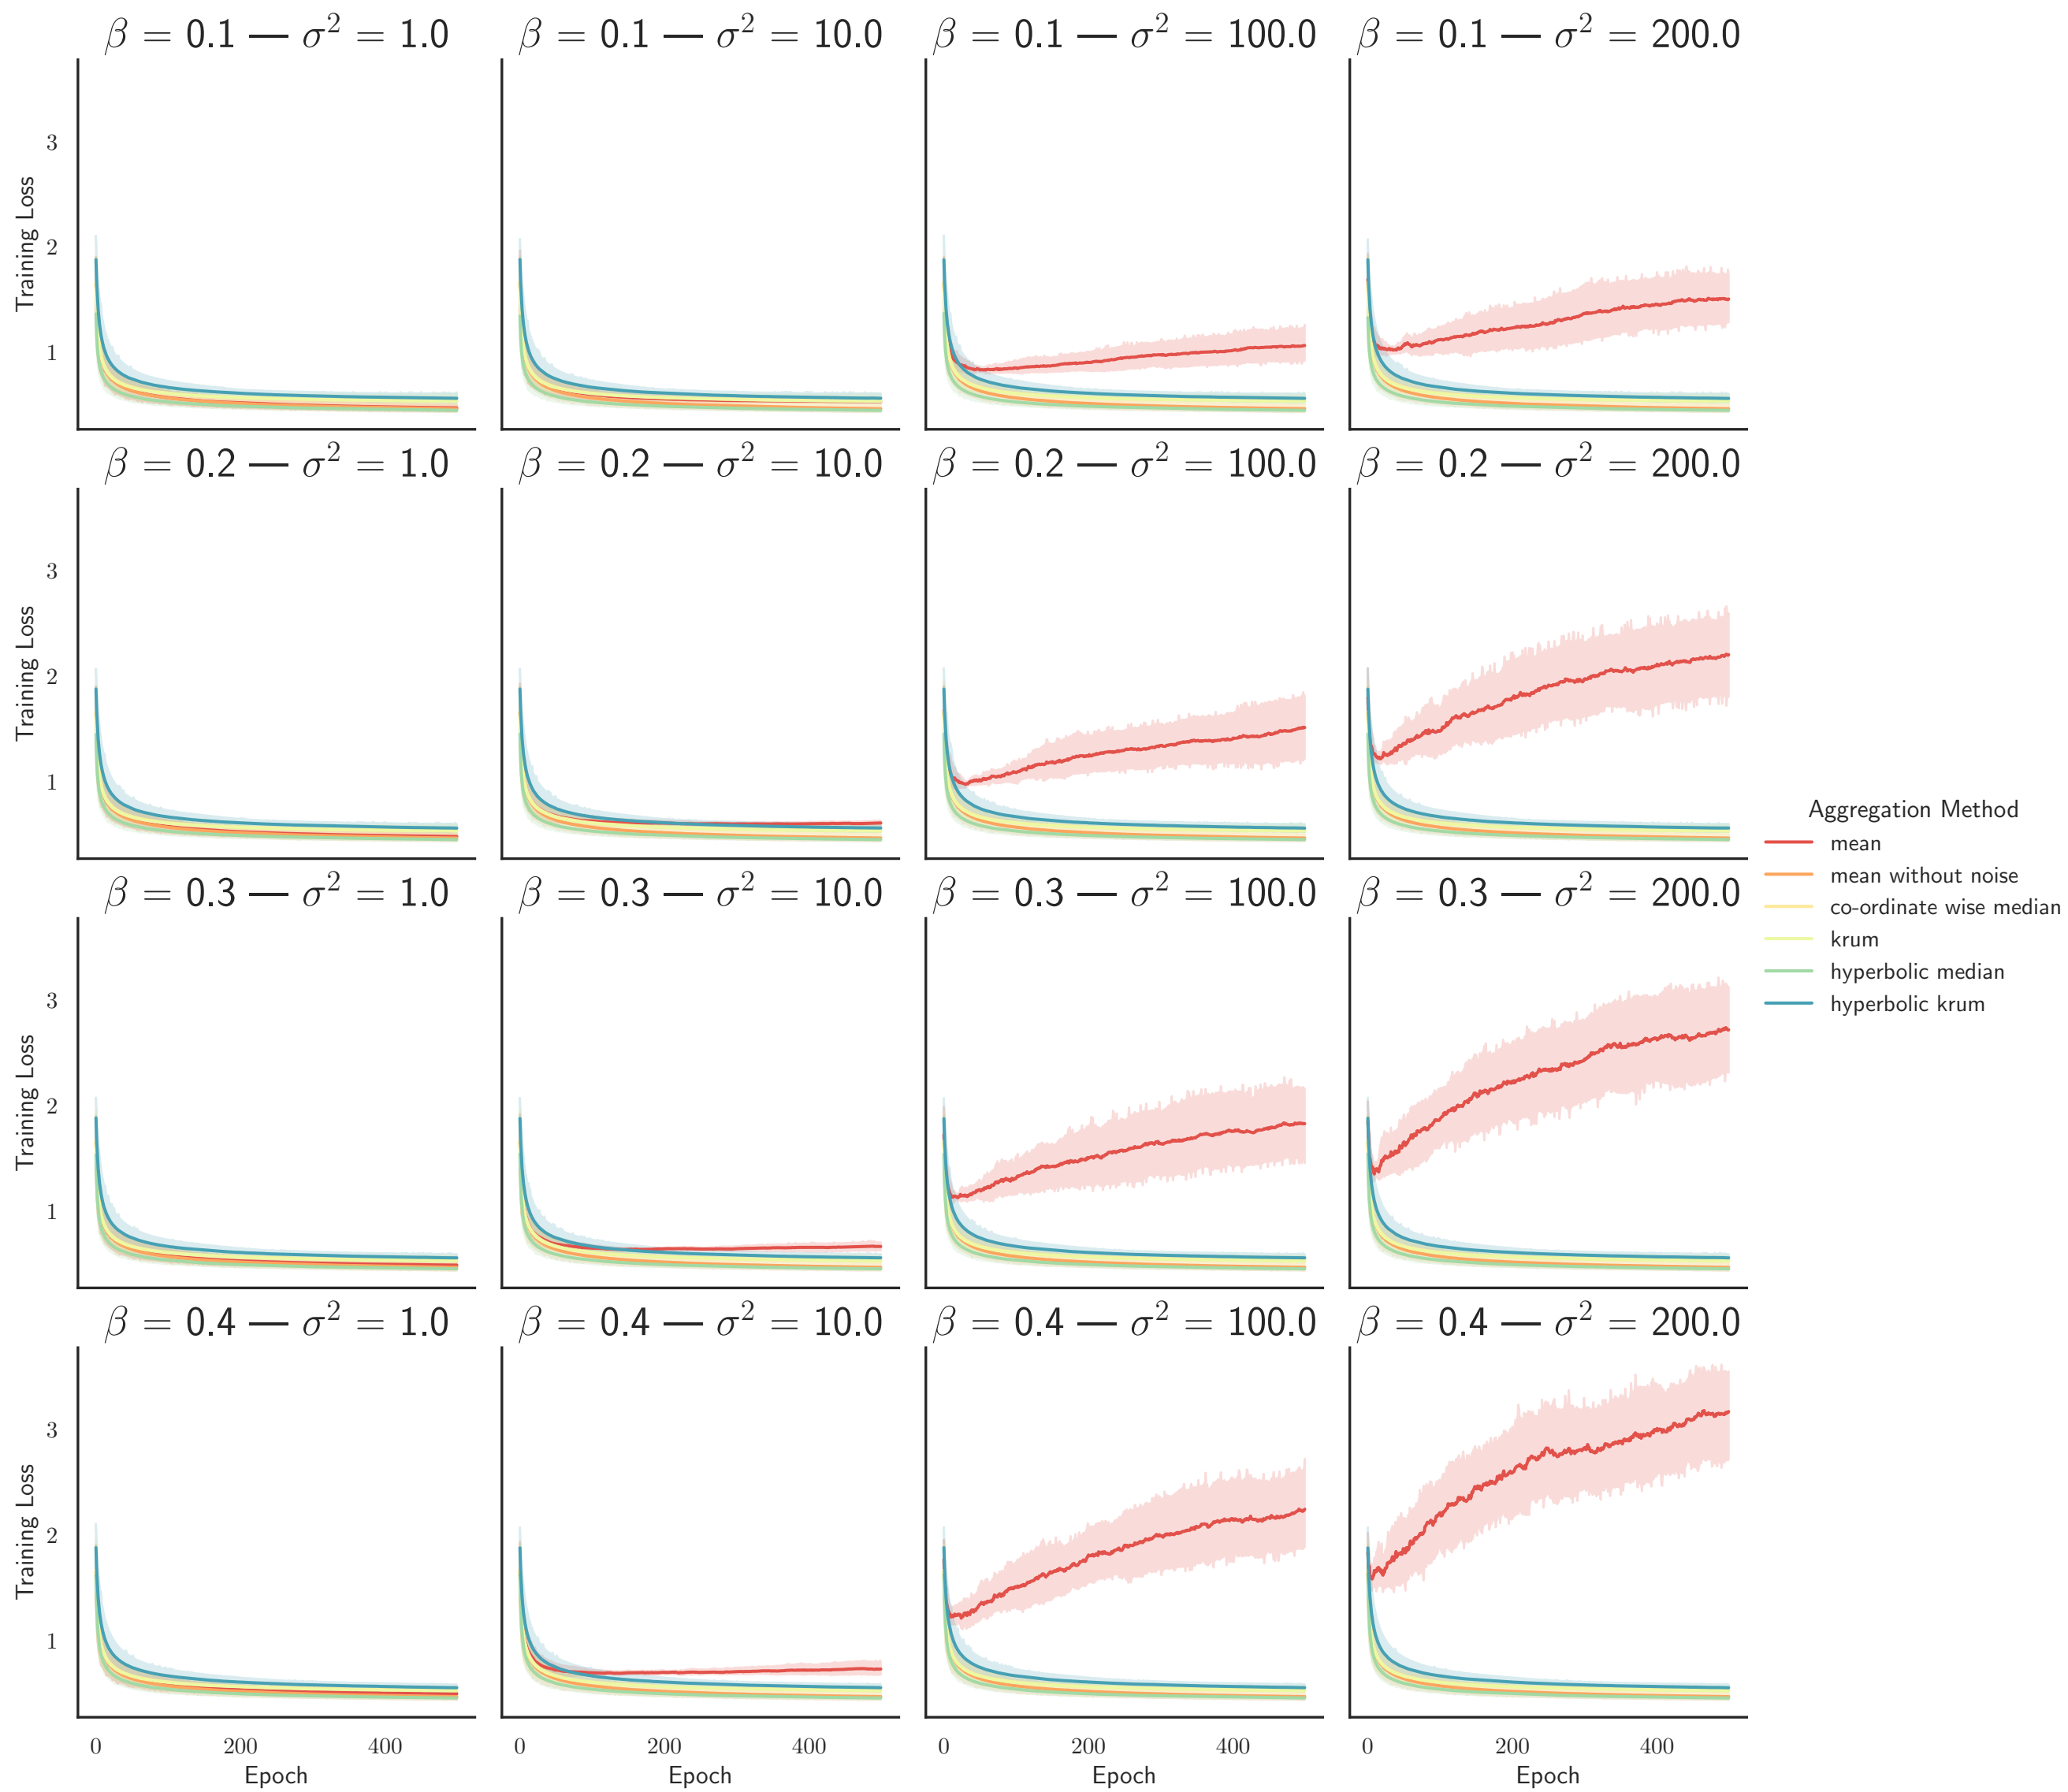 β = 0.1 — σ² = 1.0
β = 0.1 — σ² = 10.0
β = 0.1 — σ² = 100.0
β = 0.1 — σ² = 200.0
3
2
1
Training Loss
β = 0.2 — σ² = 1.0
β = 0.2 — σ² = 10.0
β = 0.2 — σ² = 100.0
β = 0.2 — σ² = 200.0
3
2
1
Training Loss
β = 0.3 — σ² = 1.0
β = 0.3 — σ² = 10.0
β = 0.3 — σ² = 100.0
β = 0.3 — σ² = 200.0
3
2
1
Training Loss
β = 0.4 — σ² = 1.0
β = 0.4 — σ² = 10.0
β = 0.4 — σ² = 100.0
β = 0.4 — σ² = 200.0
3
2
1
Training Loss
0 200 400
Epoch
0 200 400
Epoch
0 200 400
Epoch
0 200 400
Epoch
Aggregation Method
mean
mean without noise
co-ordinate wise median
krum
hyperbolic median
hyperbolic krum